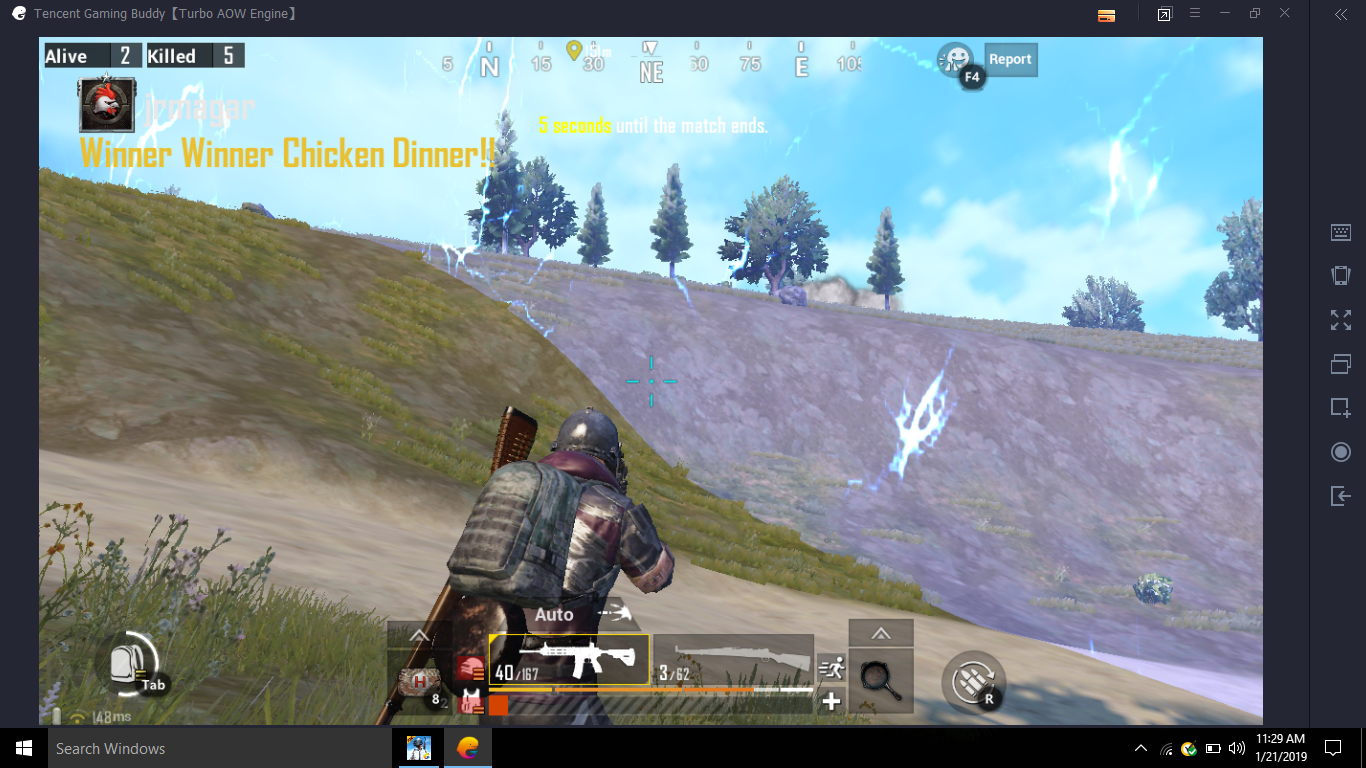 Tencent Gaming Buddy【Turbo AOW Engine】
Alive 2 Killed 5
5 N 15 30 NE 60 75 E 105
F4
Report
jrmagar
Winner Winner Chicken Dinner!!
5 seconds until the match ends.
Auto
40/167
3/62
H
8
Tab
R
148ms
Search Windows
11:29 AM
1/21/2019